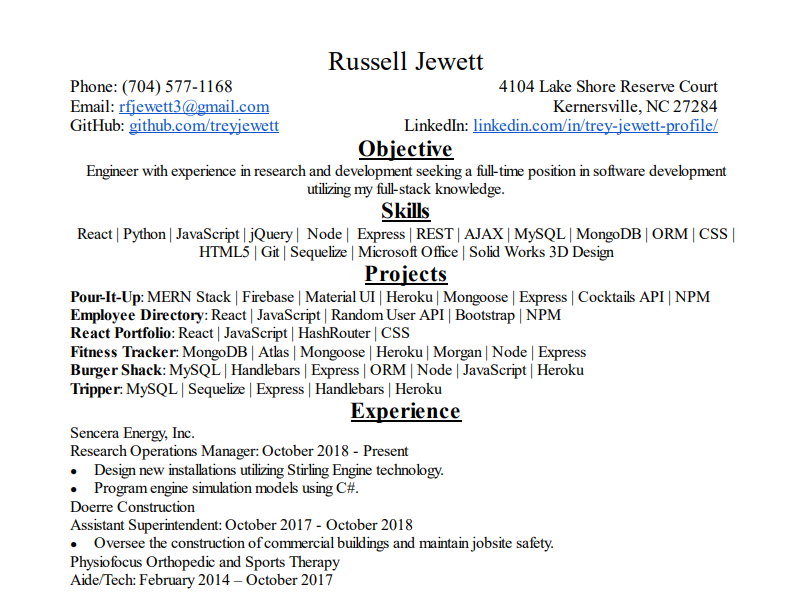 Russell Jewett
Phone: (704) 577-1168 4104 Lake Shore Reserve Court
Email: rfjewett3@gmail.com Kernersville, NC 27284
GitHub: github.com/treyjewett LinkedIn: linkedin.com/in/trey-jewett-profile/
Objective
Engineer with experience in research and development seeking a full-time position in software development
utilizing my full-stack knowledge.
Skills
React | Python | JavaScript | jQuery | Node | Express | REST | AJAX | MySQL | MongoDB | ORM | CSS |
HTML5 | Git | Sequelize | Microsoft Office | Solid Works 3D Design
Projects
Pour-It-Up: MERN Stack | Firebase | Material UI | Heroku | Mongoose | Express | Cocktails API | NPM
Employee Directory: React | JavaScript | Random User API | Bootstrap | NPM
React Portfolio: React | JavaScript | HashRouter | CSS
Fitness Tracker: MongoDB | Atlas | Mongoose | Heroku | Morgan | Node | Express
Burger Shack: MySQL | Handlebars | Express | ORM | Node | JavaScript | Heroku
Tripper: MySQL | Sequelize | Express | Handlebars | Heroku
Experience
Sencera Energy, Inc.
Research Operations Manager: October 2018 - Present
• Design new installations utilizing Stirling Engine technology.
• Program engine simulation models using C#.
Doerre Construction
Assistant Superintendent: October 2017 - October 2018
• Oversee the construction of commercial buildings and maintain jobsite safety.
Physiofocus Orthopedic and Sports Therapy
Aide/Tech: February 2014 – October 2017